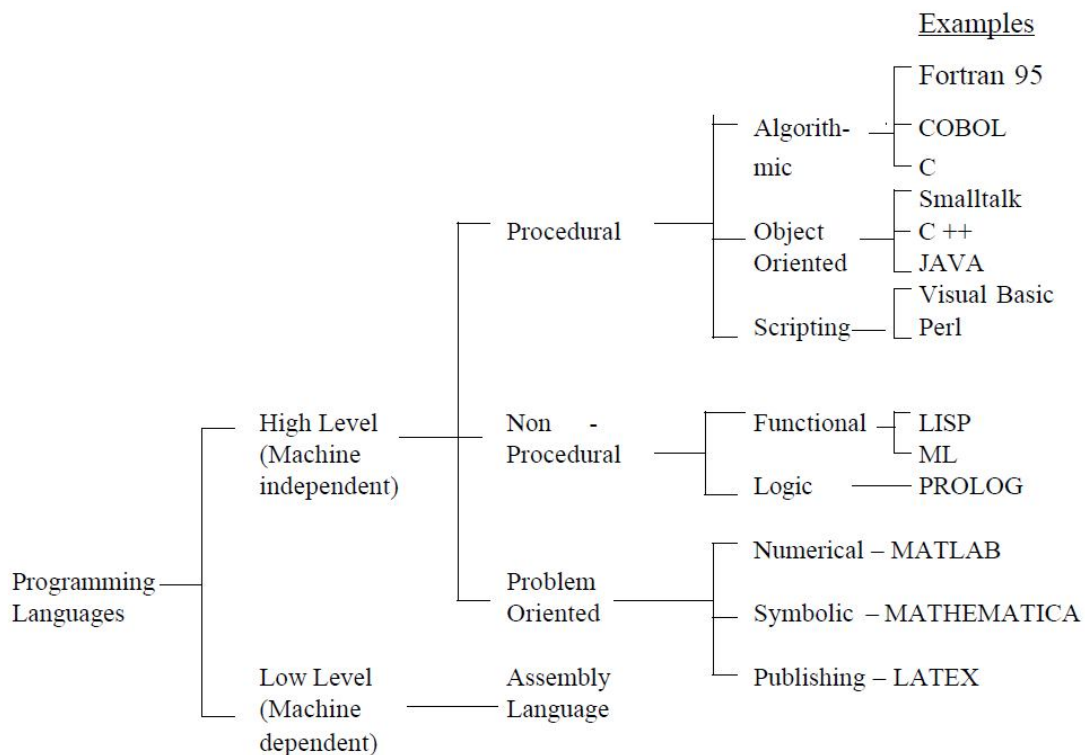 Examples
Fortran 95
Algorith-
mic
COBOL
C
Procedural
Object
Oriented
Smalltalk
C ++
JAVA
Scripting
Visual Basic
Perl
High Level
(Machine
independent)
Non -
Procedural
Functional
LISP
ML
Logic
PROLOG
Programming
Languages
Problem
Oriented
Numerical – MATLAB
Symbolic – MATHEMATICA
Publishing – LATEX
Low Level
(Machine
dependent)
Assembly
Language